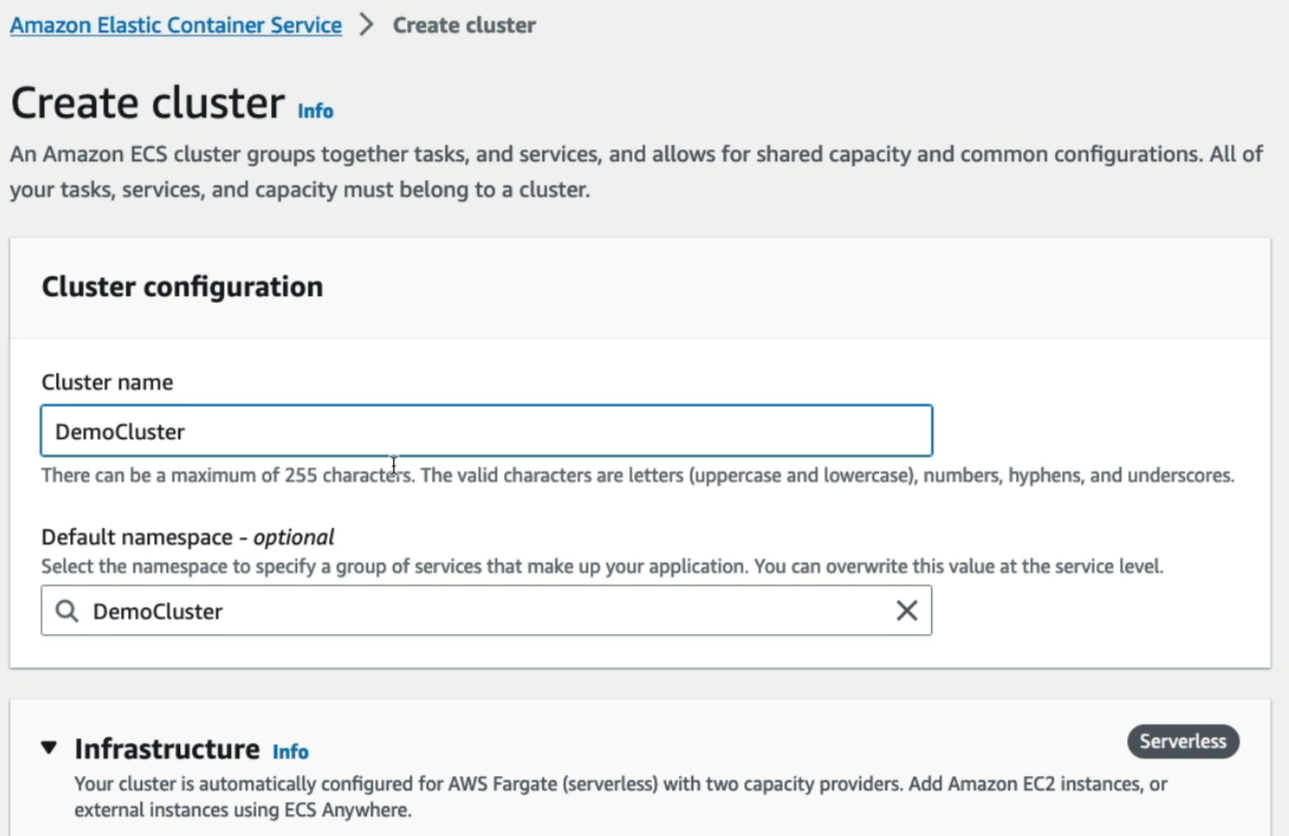 Amazon Elastic Container Service > Create cluster
Create cluster Info
An Amazon ECS cluster groups together tasks, and services, and allows for shared capacity and common configurations. All of
your tasks, services, and capacity must belong to a cluster.
Cluster configuration
Cluster name
DemoCluster
There can be a maximum of 255 characters. The valid characters are letters (uppercase and lowercase), numbers, hyphens, and underscores.
Default namespace - optional
Select the namespace to specify a group of services that make up your application. You can overwrite this value at the service level.
DemoCluster
Infrastructure Info
Serverless
Your cluster is automatically configured for AWS Fargate (serverless) with two capacity providers. Add Amazon EC2 instances, or
external instances using ECS Anywhere.